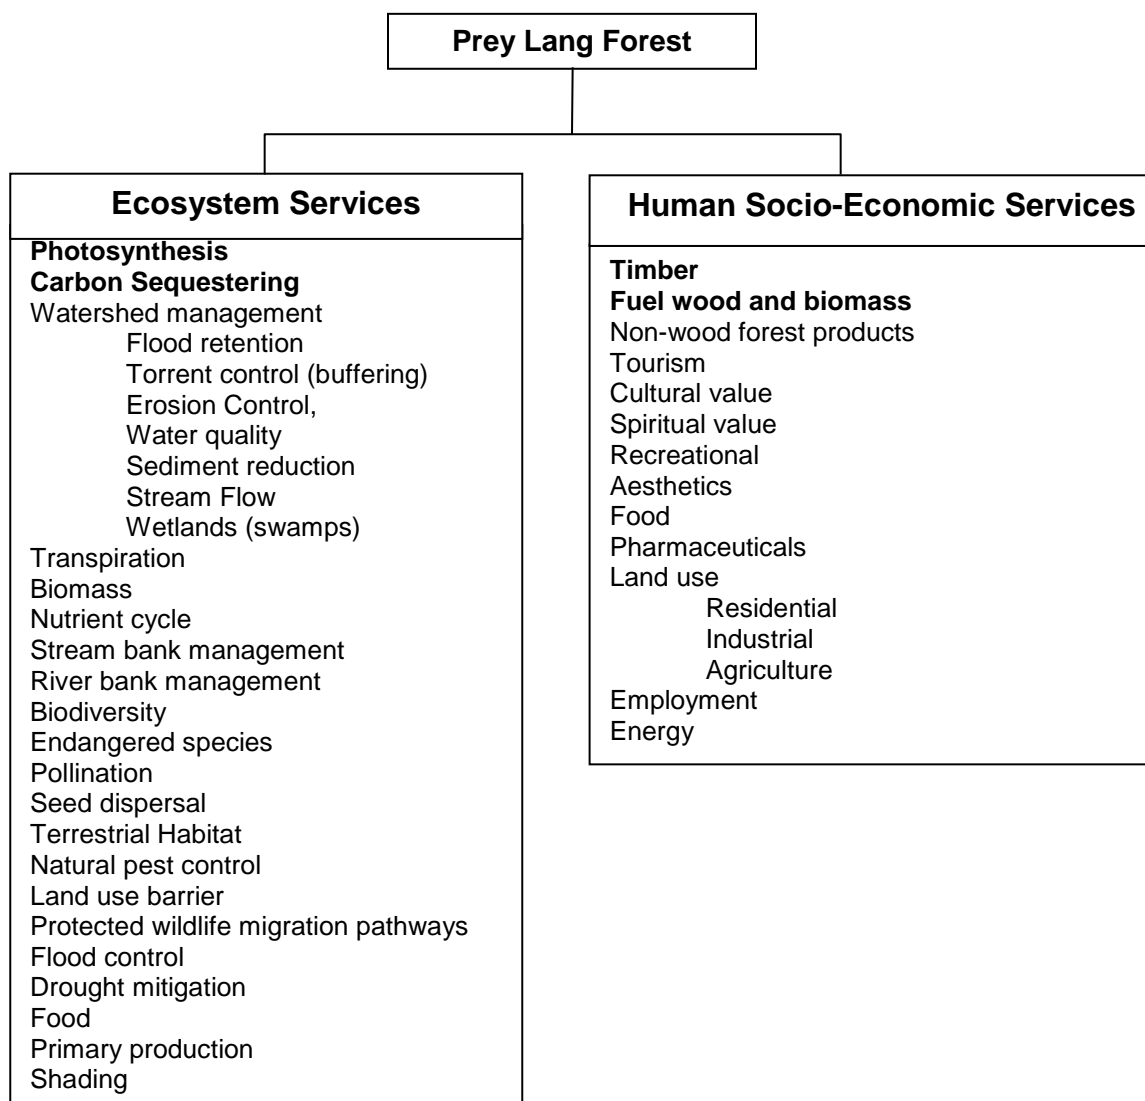 Prey Lang Forest
Ecosystem Services
Photosynthesis
Carbon Sequestering
Watershed management
Flood retention
Torrent control (buffering)
Erosion Control,
Water quality
Sediment reduction
Stream Flow
Wetlands (swamps)
Transpiration
Biomass
Nutrient cycle
Stream bank management
River bank management
Biodiversity
Endangered species
Pollination
Seed dispersal
Terrestrial Habitat
Natural pest control
Land use barrier
Protected wildlife migration pathways
Flood control
Drought mitigation
Food
Primary production
Shading
Human Socio-Economic Services
Timber
Fuel wood and biomass
Non-wood forest products
Tourism
Cultural value
Spiritual value
Recreational
Aesthetics
Food
Pharmaceuticals
Land use
Residential
Industrial
Agriculture
Employment
Energy